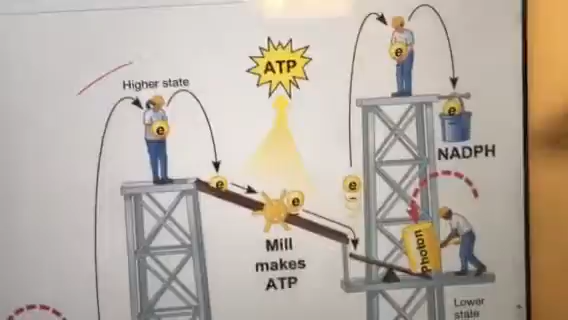 ATP
Higher state
e
e
e
e
e
e
e
NADPH
Mill
makes
ATP
Photon
Lower
state